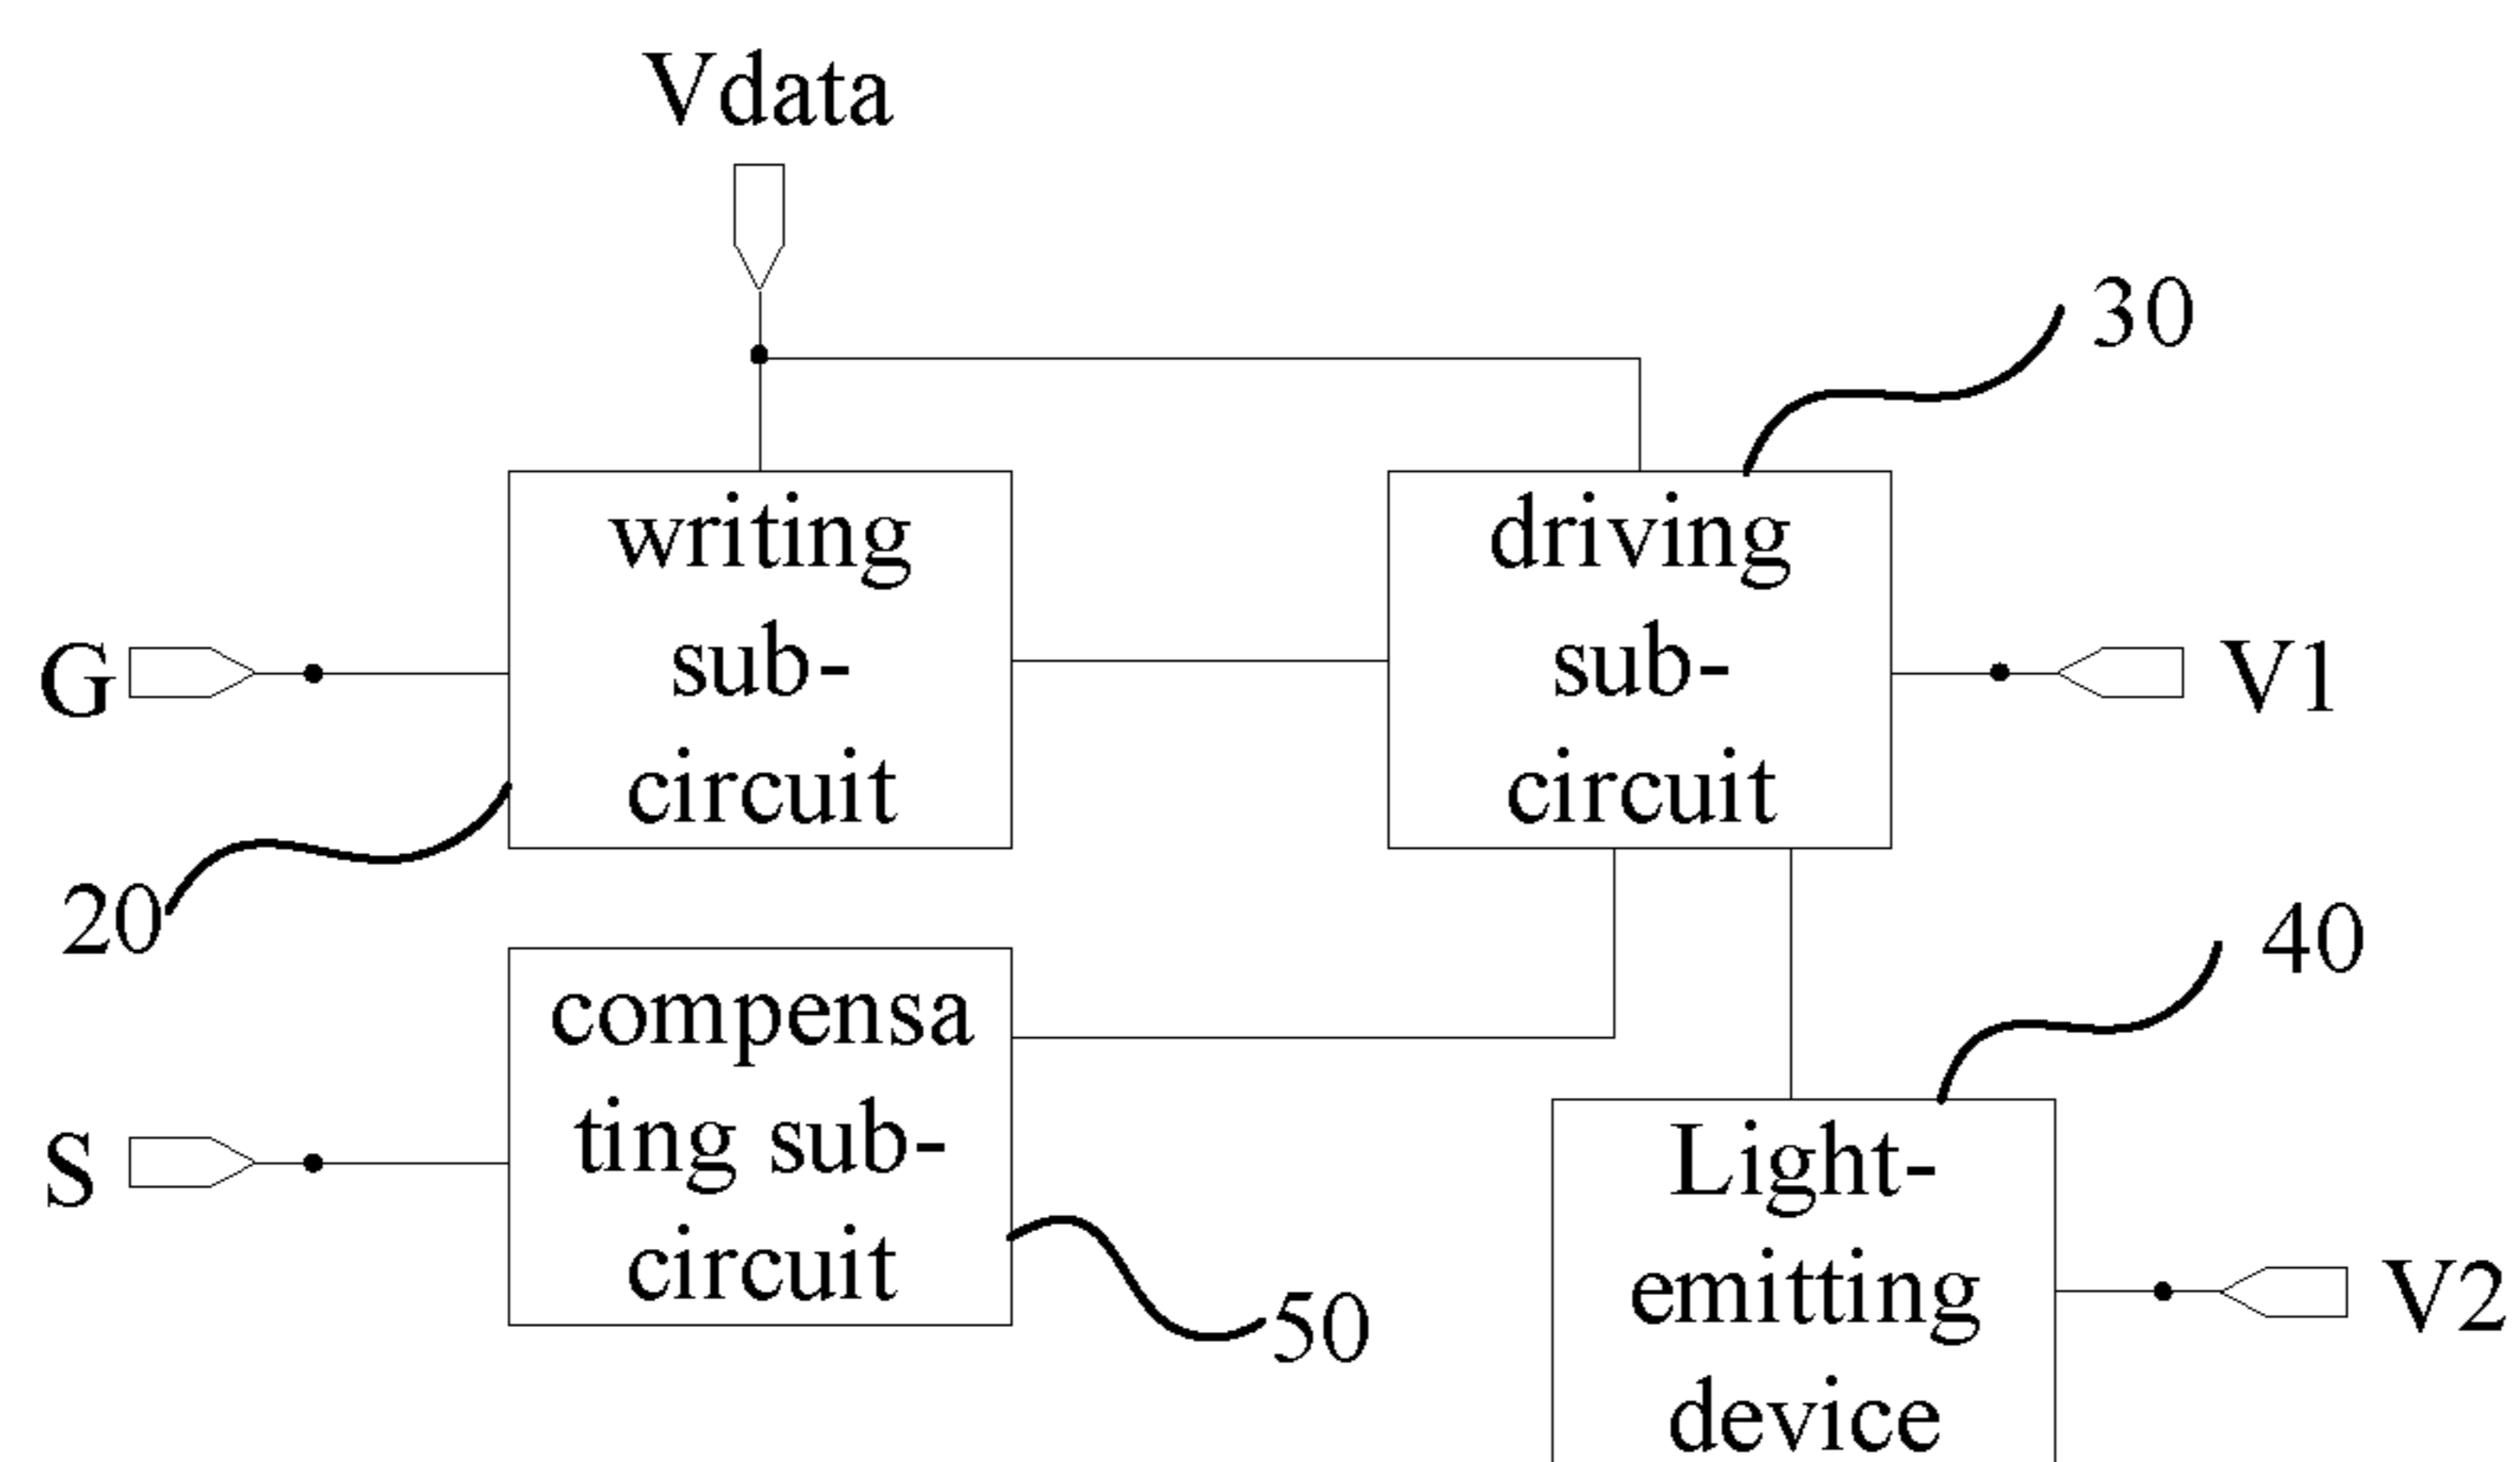 Vdata
30
writing
sub-
circuit
driving
sub-
circuit
G
V1
20
40
compensa
ting sub-
circuit
S
50
Light-
emitting
device
V2